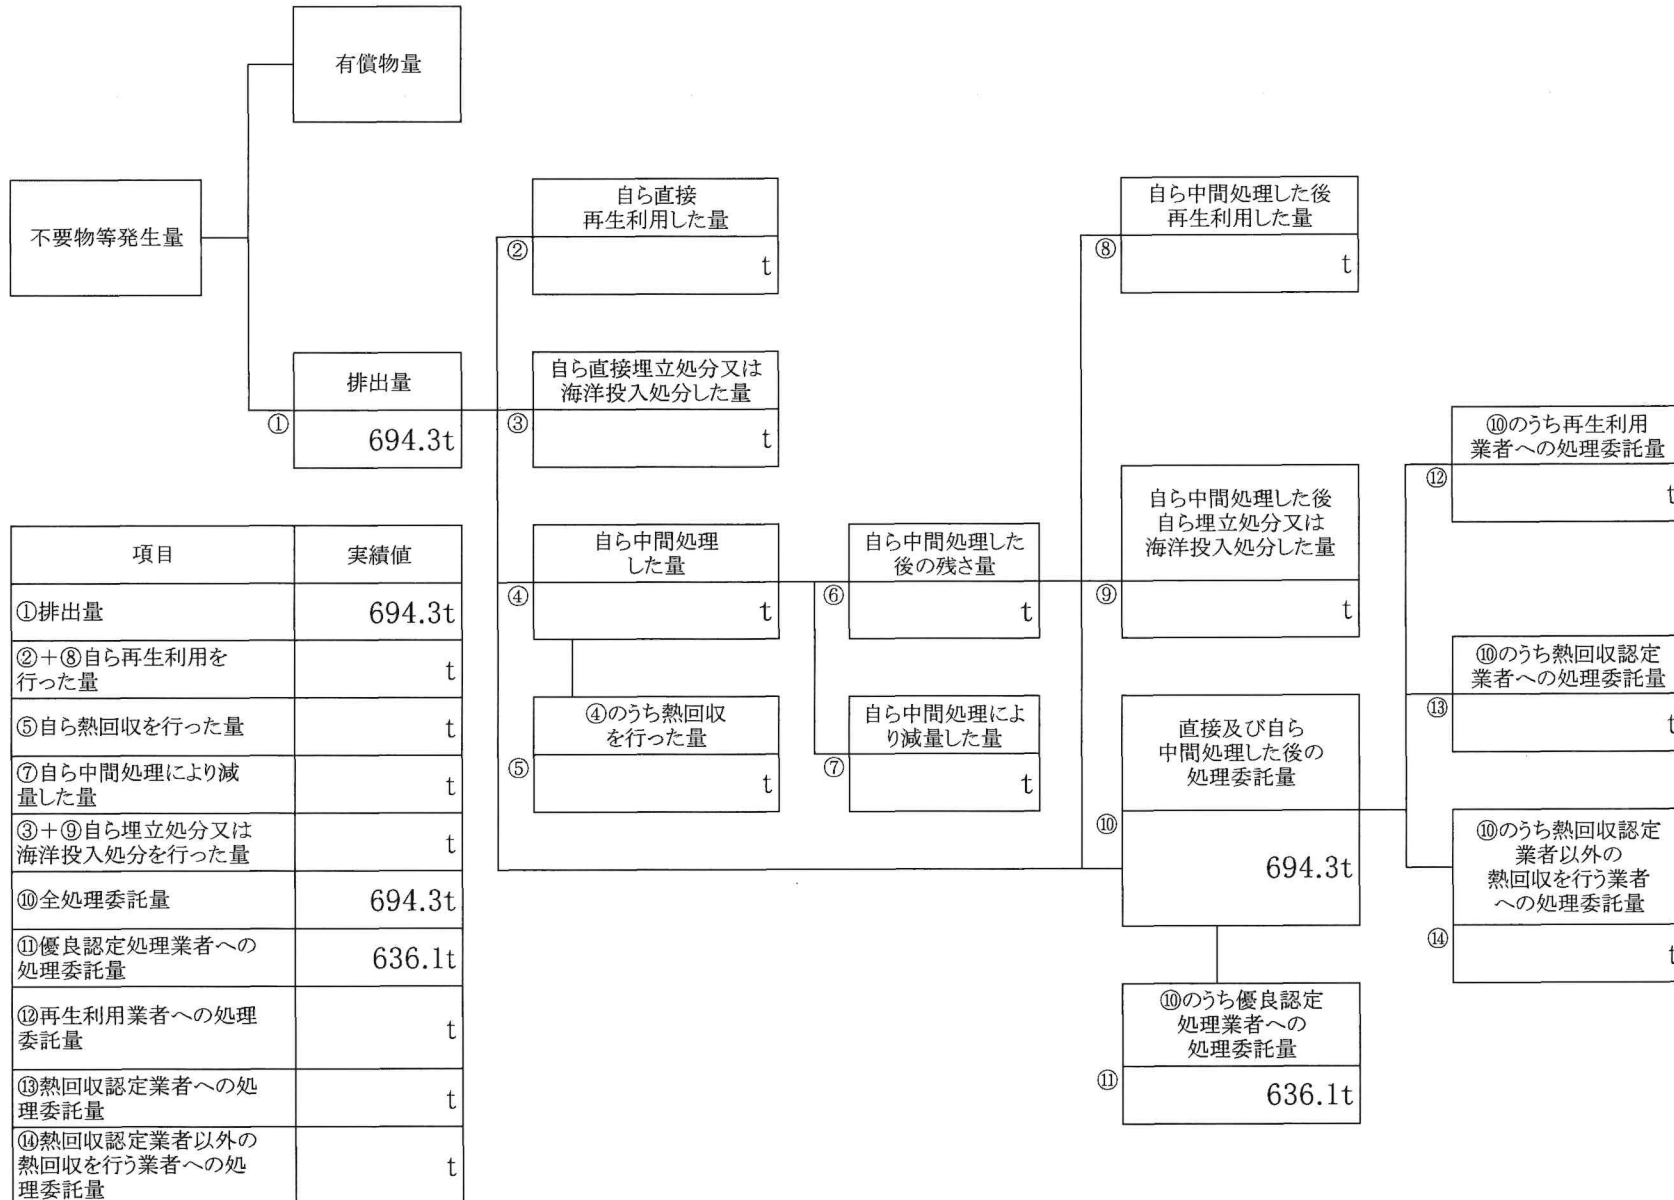 有償物量
不要物等発生量
自ら直接
再生利用した量
②
t
自ら中間処理した後
再生利用した量
⑧
t
排出量
①
694.3t
自ら直接埋立処分又は
海洋投入処分した量
③
t
⑩のうち再生利用
業者への処理委託量
⑫
t
自ら中間処理した後
自ら埋立処分又は
海洋投入処分した量
⑨
t
自ら中間処理
した量
④
t
自ら中間処理した
後の残さ量
⑥
t
⑩のうち熱回収認定
業者への処理委託量
⑬
t
④のうち熱回収
を行った量
⑤
t
自ら中間処理によ
り減量した量
⑦
t
直接及び自ら
中間処理した後の
処理委託量
⑩
694.3t
⑩のうち熱回収認定
業者以外の
熱回収を行う業者
への処理委託量
⑭
t
⑩のうち優良認定
処理業者への
処理委託量
⑪
636.1t
項目 実績値
①排出量 694.3t
②+⑧自ら再生利用を
行った量 t
⑤自ら熱回収を行った量 t
⑦自ら中間処理により減
量した量 t
③+⑨自ら埋立処分又は
海洋投入処分を行った量 t
⑩全処理委託量 694.3t
⑪優良認定処理業者への
処理委託量 636.1t
⑫再生利用業者への処理
委託量 t
⑬熱回収認定業者への処
理委託量 t
⑭熱回収認定業者以外の
熱回収を行う業者への処
理委託量 t